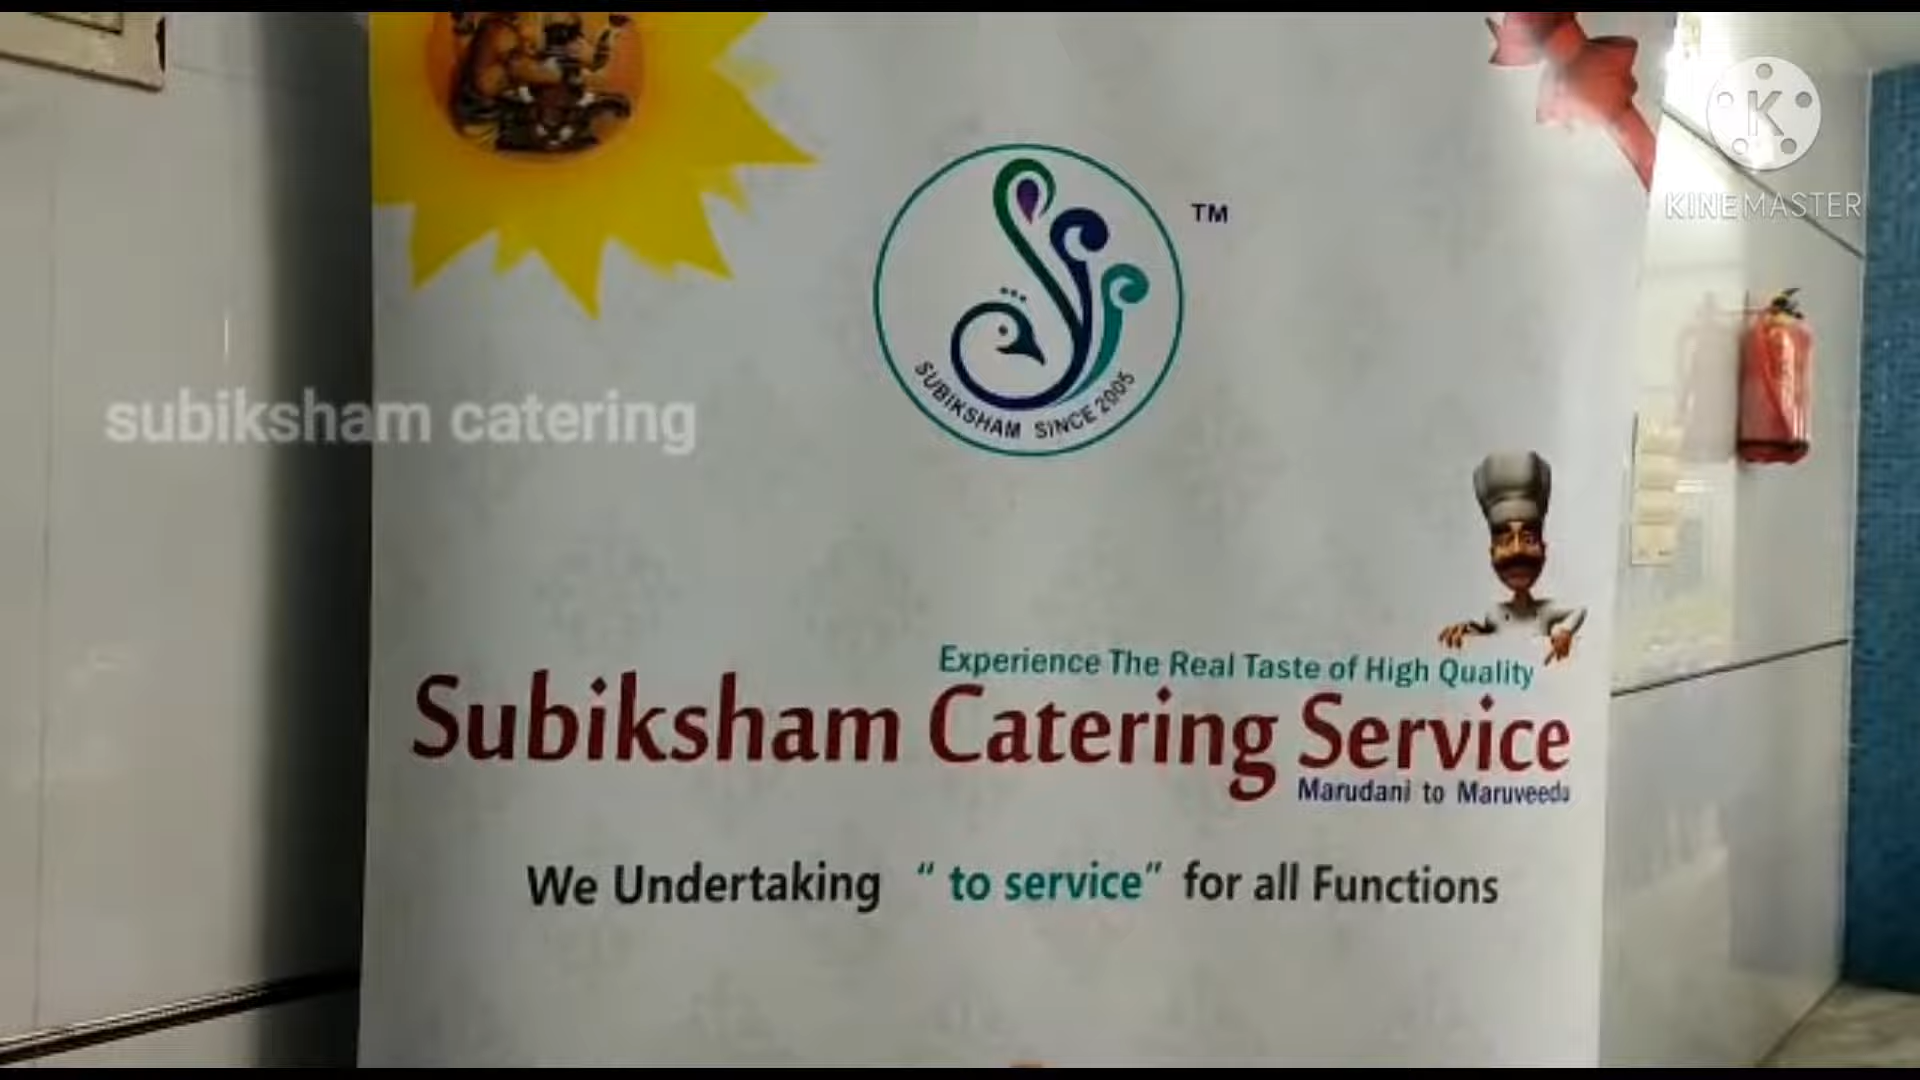 TM
K
KINEMASTER
SUBIKSHAM SINCE 2005
subiksham catering
Experience The Real Taste of High Quality
Subiksham Catering Service
Marudani to Maruveedu
We Undertaking " to service" for all Functions